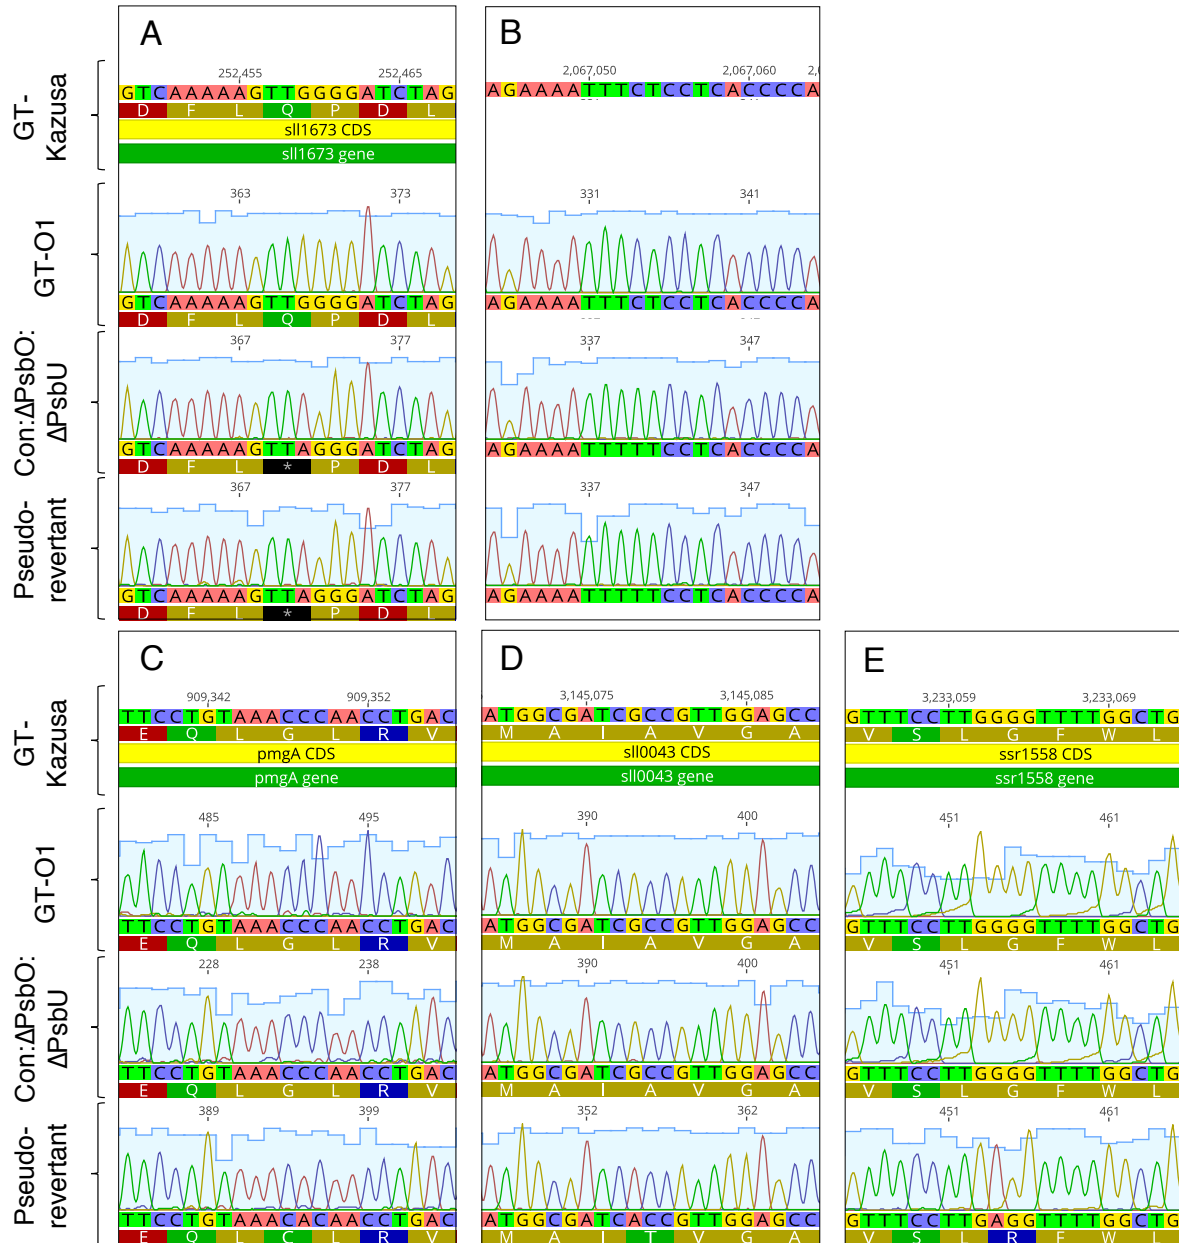 A
GT-
Kazusa
252,455 252,465
GTCAAAAAGTTGGGGATCTAG
D F L Q P D L
sll1673 CDS
sll1673 gene
GT-O1
363 373
GTCAAAAAGTTGGGGATCTAG
D F L Q P D L
Con:ΔPsbO:
ΔPsbU
367 377
GTCAAAAAGTTAGGGATCTAG
D F L * P D L
Pseudo-
revertant
367 377
GTCAAAAAGTTAGGGATCTAG
D F L * P D L
B
2,067,050 2,067,060
AGAAAATTTCTCCTCACCCCA
331 341
AGAAAATTTCTCCTCACCCCA
337 347
AGAAAATTTTTCCTCACCCCA
337 347
AGAAAATTTTTCCTCACCCCA
C
GT-
Kazusa
909,342 909,352
TTCCTGTAAACCCAACCTGAC
E Q L G L R V
pmgA CDS
pmgA gene
GT-O1
485 495
TTCCTGTAAACCCAACCTGAC
E Q L G L R V
Con:ΔPsbO:
ΔPsbU
228 238
TTCCTGTAAACCCAACCTGAC
E Q L G L R V
Pseudo-
revertant
389 399
TTCCTGTAAACACAACCTGAC
E Q L C L R V
D
3,145,075 3,145,085
ATGGCGATCGCCGTTGGAGCC
M A I A V G A
sll0043 CDS
sll0043 gene
390 400
ATGGCGATCGCCGTTGGAGCC
M A I A V G A
390 400
ATGGCGATCGCCGTTGGAGCC
M A I A V G A
352 362
ATGGCGATCACCGTTGGAGCC
M A I T V G A
E
3,233,059 3,233,069
GTTTCCTTGGGGTTTTGGCTG
V S L G F W L
ssr1558 CDS
ssr1558 gene
451 461
GTTTCCTTGGGGTTTTGGCTG
V S L G F W L
451 461
GTTTCCTTGGGGTTTTGGCTG
V S L G F W L
451 461
GTTTCCTTGAGGTTTTGGCTG
V S L R F W L